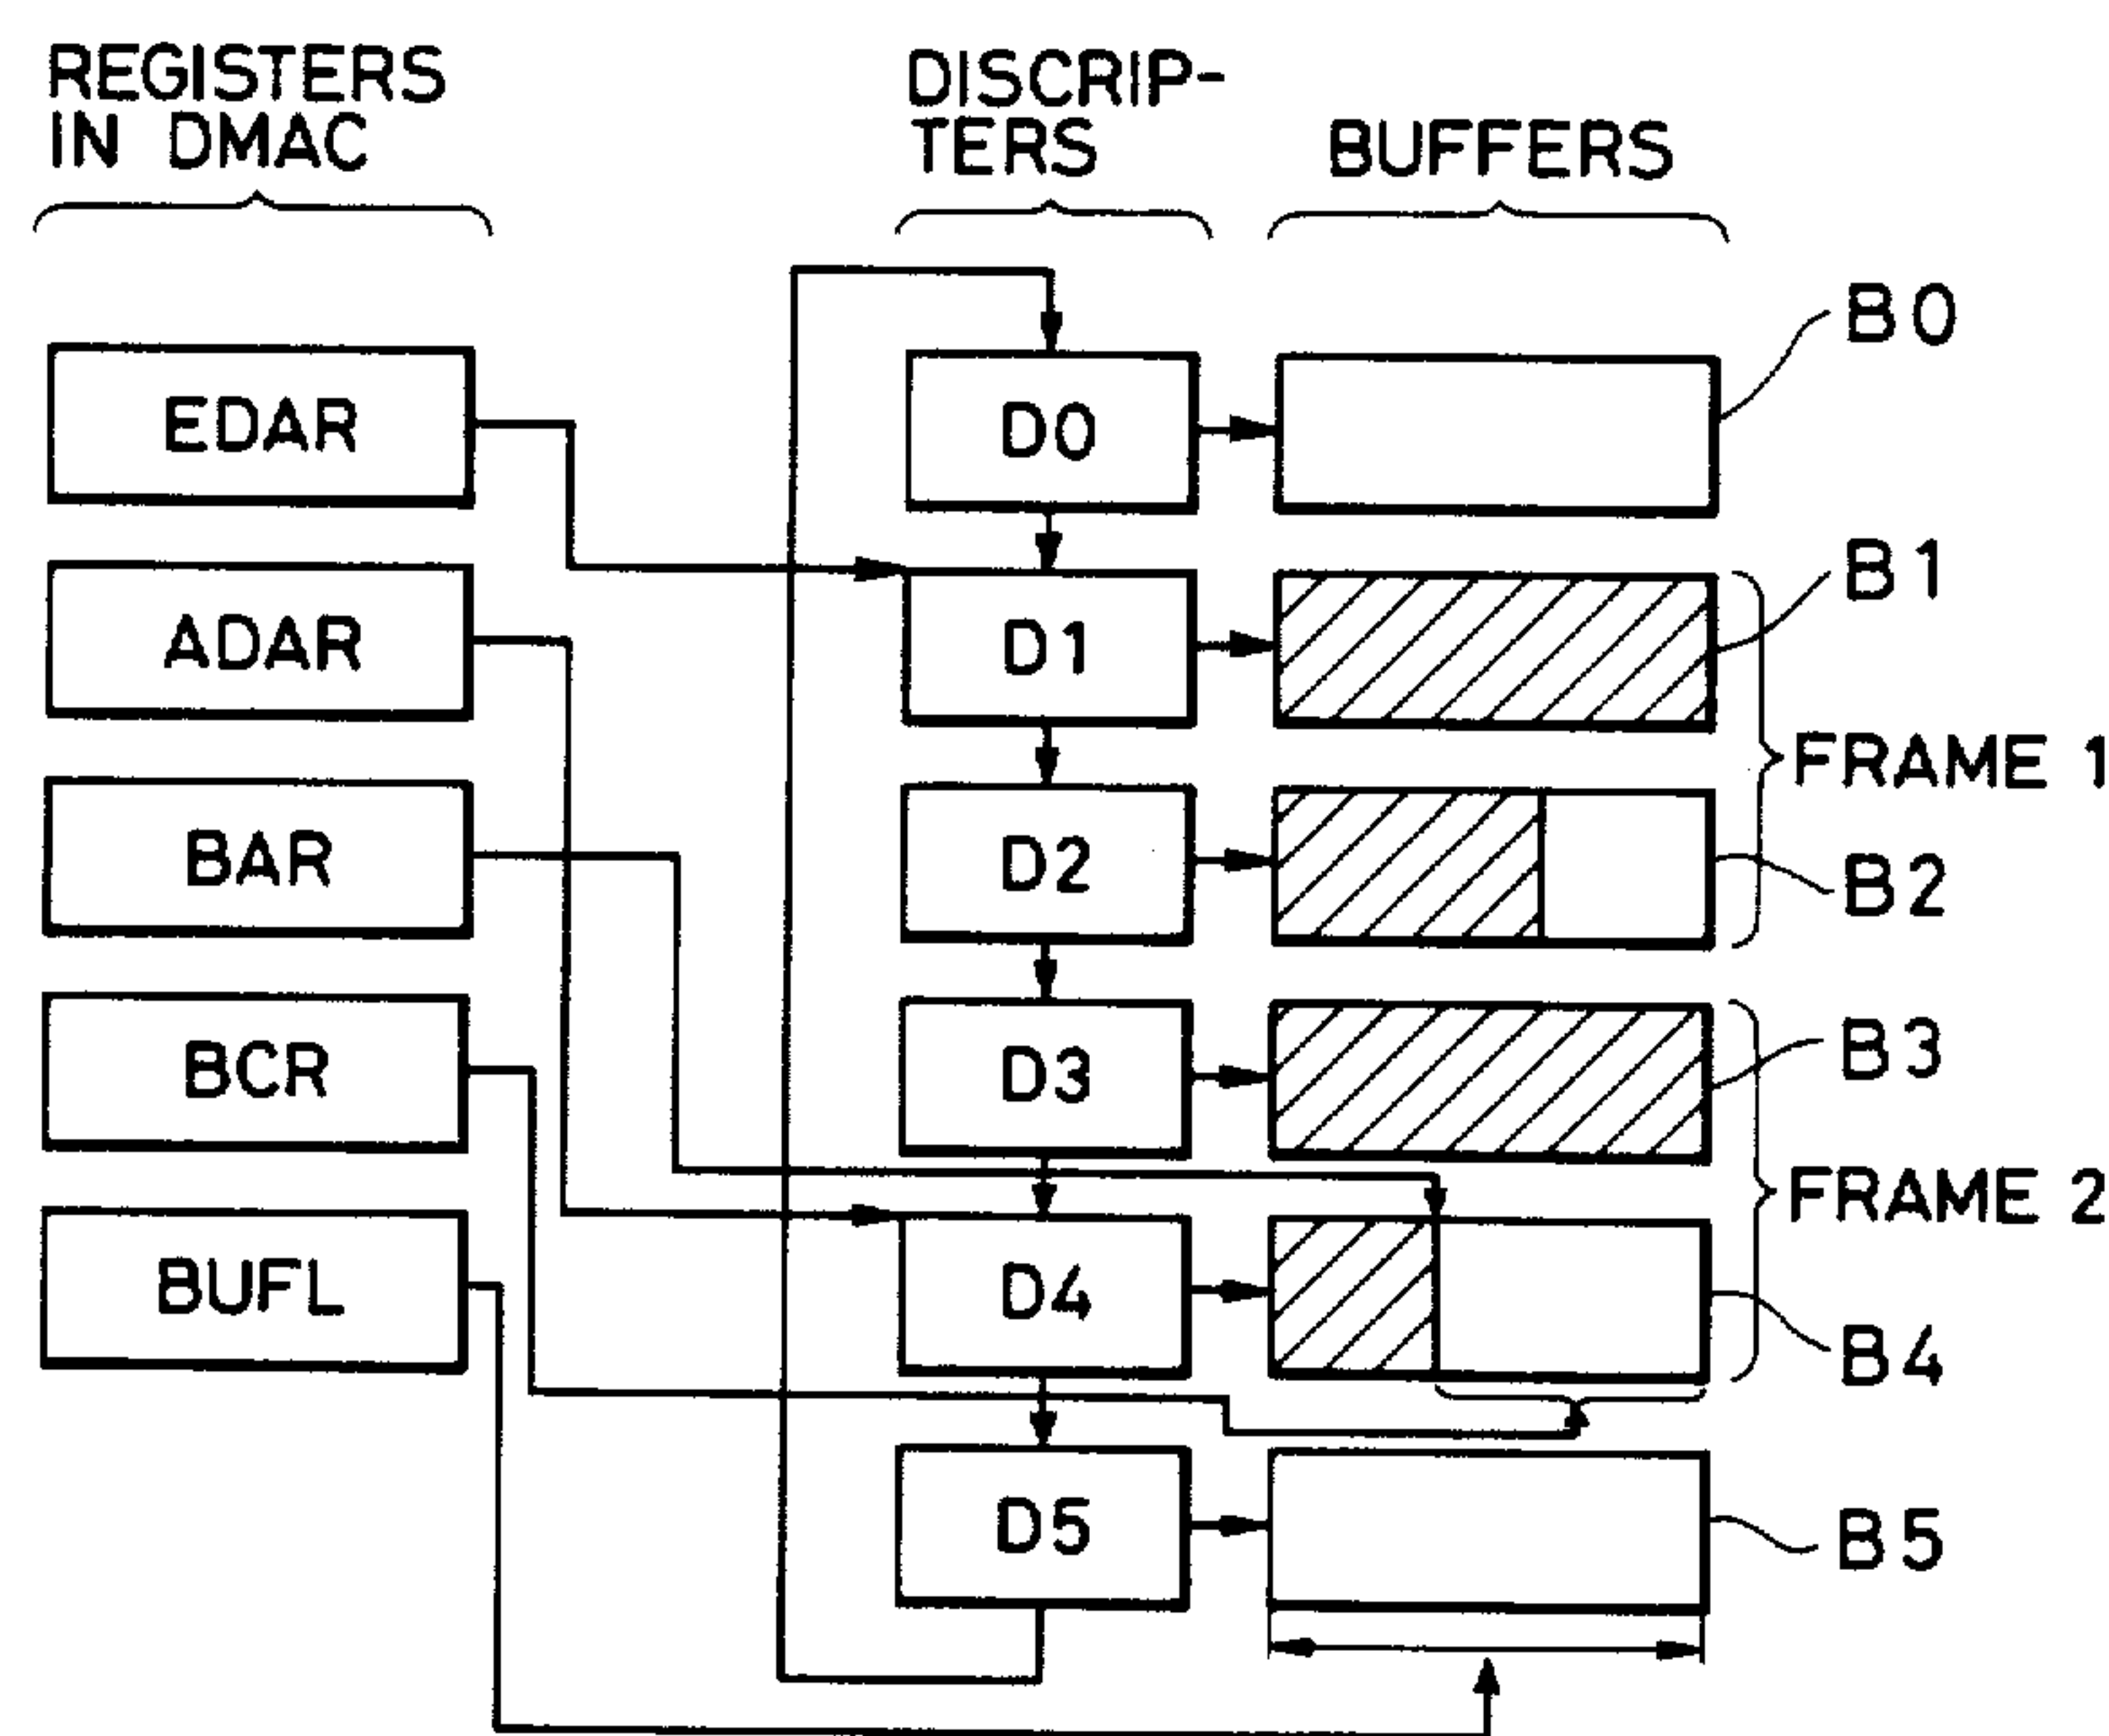 REGISTERS
IN DMAC
DISCRIP-
TERS
BUFFERS
B0
EDAR
D0
B1
ADAR
D1
FRAME 1
BAR
D2
B2
BCR
D3
B3
FRAME 2
BUFL
D4
B4
D5
B5